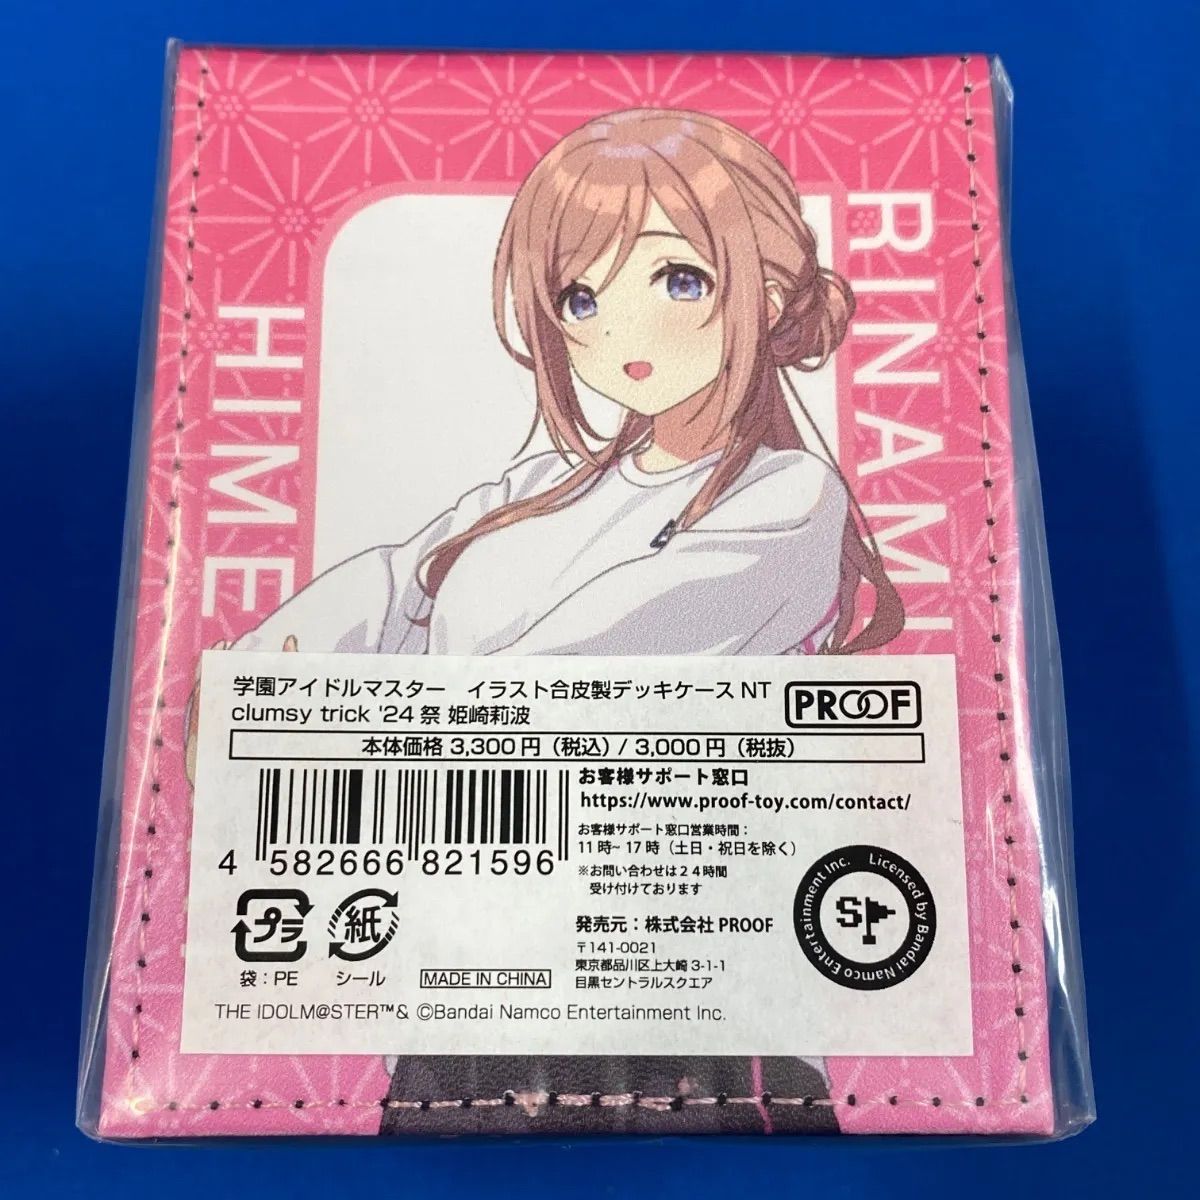 RINAMI
HIME
学園アイドルマスター　イラスト合皮製デッキケース NT
clumsy trick '24 祭 姫崎莉波
PROOF
本体価格 3,300 円（税込）/ 3,000 円（税抜）
お客様サポート窓口
https://www.proof-toy.com/contact/
お客様サポート窓口営業時間：
11 時~ 17 時（土日・祝日を除く）
※お問い合わせは２４時間
受け付けております
4 582666 821596
発売元：株式会社 PROOF
〒141-0021
東京都品川区上大崎 3-1-1
目黒セントラルスクエア
プラ
袋：PE
紙
シール
MADE IN CHINA
Licensed by Bandai Namco Entertainment Inc.
S
THE IDOLM@STER™& ©Bandai Namco Entertainment Inc.